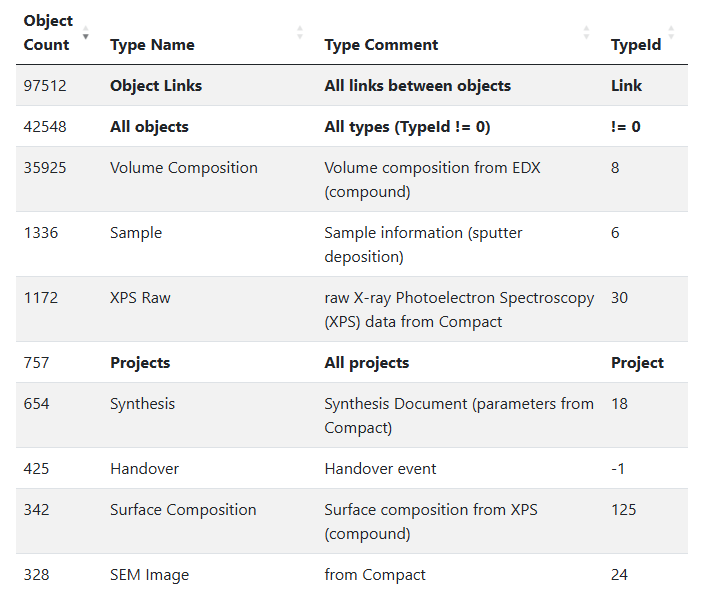 Object
Count Type Name Type Comment TypeId
97512 Object Links All links between objects Link
42548 All objects All types (TypeId != 0) != 0
35925 Volume Composition Volume composition from EDX 8
(compound)
1336 Sample Sample information (sputter 6
deposition)
1172 XPS Raw raw X-ray Photoelectron Spectroscopy 30
(XPS) data from Compact
757 Projects All projects Project
654 Synthesis Synthesis Document (parameters from 18
Compact)
425 Handover Handover event -1
342 Surface Composition Surface composition from XPS 125
(compound)
328 SEM Image from Compact 24